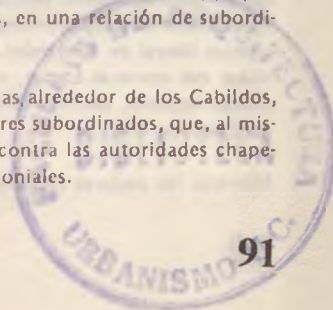 , en una relación de subordi-
as alrededor de los Cabildos,
res subordinados, que, al mis-
contra las autoridades chape-
oniales.
URBANISMO
91